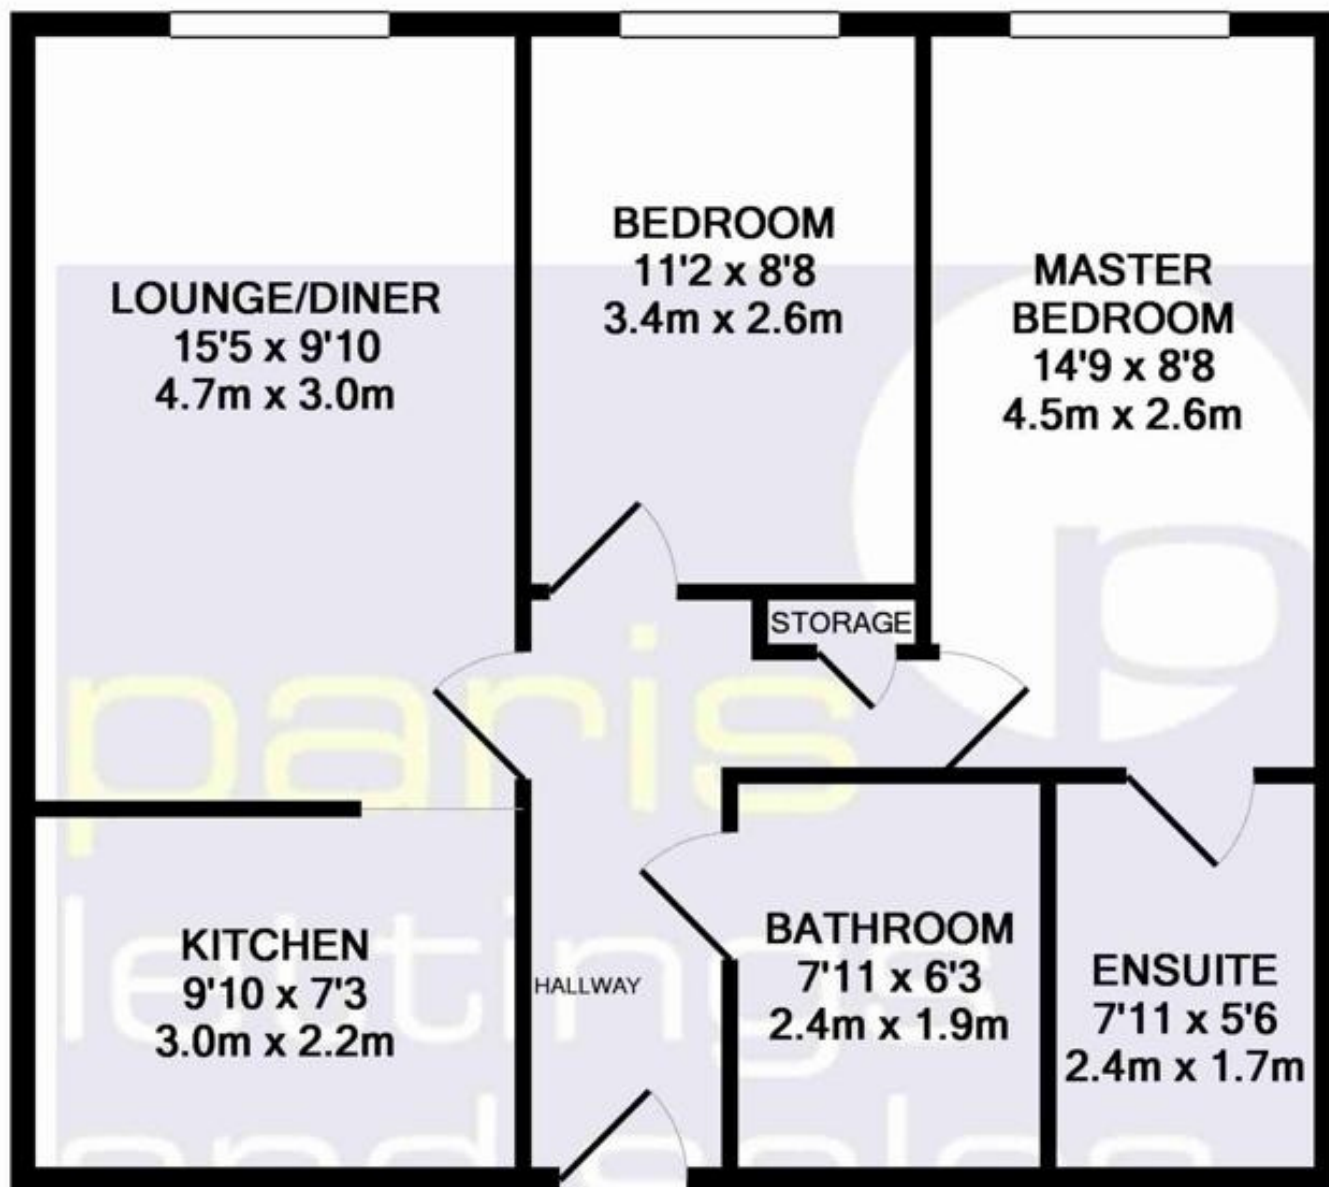 LOUNGE/DINER
15'5 x 9'10
4.7m x 3.0m
BEDROOM
11'2 x 8'8
3.4m x 2.6m
MASTER
BEDROOM
14'9 x 8'8
4.5m x 2.6m
STORAGE
KITCHEN
9'10 x 7'3
3.0m x 2.2m
HALLWAY
BATHROOM
7'11 x 6'3
2.4m x 1.9m
ENSUITE
7'11 x 5'6
2.4m x 1.7m
p
paris
lettings
and sales